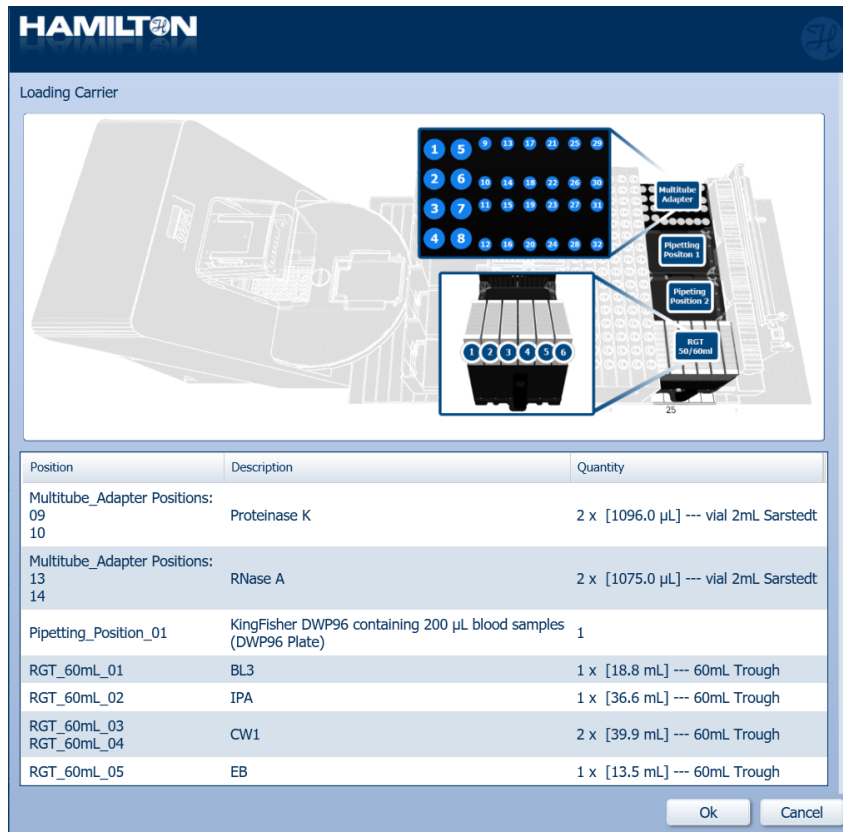 HAMILTON
Loading Carrier
1 5 9 13 17 21 25 29
2 6 10 14 18 22 26 30
3 7 11 15 19 23 27 31
4 8 12 16 20 24 28 32
Multitube
Adapter
Pipetting
Positon 1
Pipeting
Position 2
RGT
50/60ml
1 2 3 4 5 6
25
Position Description Quantity
Multitube_Adapter Positions:
09
10
Proteinase K
2 x [1096.0 µL] --- vial 2mL Sarstedt
Multitube_Adapter Positions:
13
14
RNase A
2 x [1075.0 µL] --- vial 2mL Sarstedt
Pipetting_Position_01
KingFisher DWP96 containing 200 µL blood samples
(DWP96 Plate)
1
RGT_60mL_01 BL3 1 x [18.8 mL] --- 60mL Trough
RGT_60mL_02 IPA 1 x [36.6 mL] --- 60mL Trough
RGT_60mL_03
RGT_60mL_04
CW1
2 x [39.9 mL] --- 60mL Trough
RGT_60mL_05 EB 1 x [13.5 mL] --- 60mL Trough
Ok Cancel